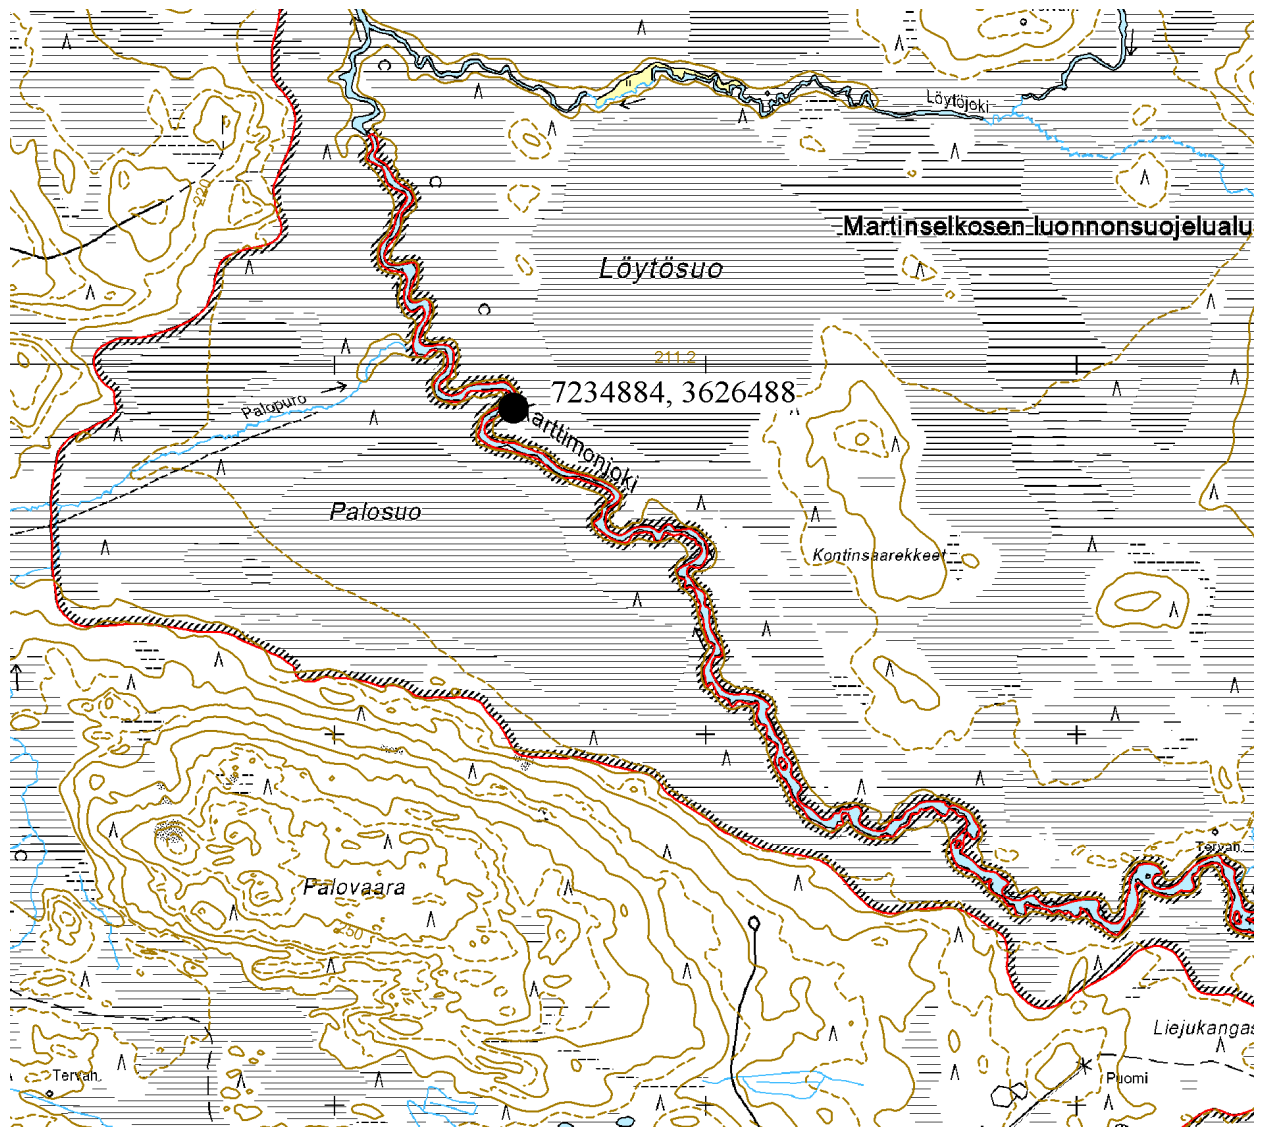 Löytöjoki
220
Martinselkosen luonnonsuojelualu
Löytösuo
211.2
7234884, 3626488
Palopuro
arttimonjoki
Palosuo
Kontinsaarekkeet
Tervah.
Palovaara
250
Liejukangas
Tervah.
Puomi